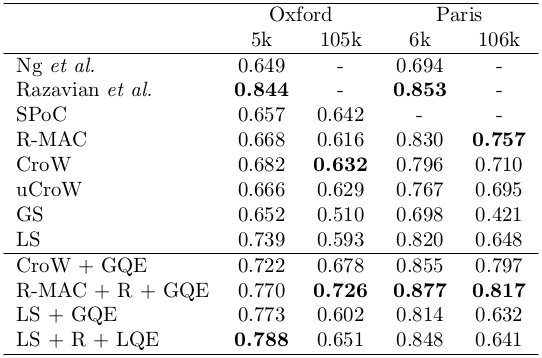 Oxford Paris
5k 105k 6k 106k
Ng et al. 0.649 - 0.694 -
Razavian et al. 0.844 - 0.853 -
SPoC 0.657 0.642 - -
R-MAC 0.668 0.616 0.830 0.757
CroW 0.682 0.632 0.796 0.710
uCroW 0.666 0.629 0.767 0.695
GS 0.652 0.510 0.698 0.421
LS 0.739 0.593 0.820 0.648
CroW + GQE 0.722 0.678 0.855 0.797
R-MAC + R + GQE 0.770 0.726 0.877 0.817
LS + GQE 0.773 0.602 0.814 0.632
LS + R + LQE 0.788 0.651 0.848 0.641